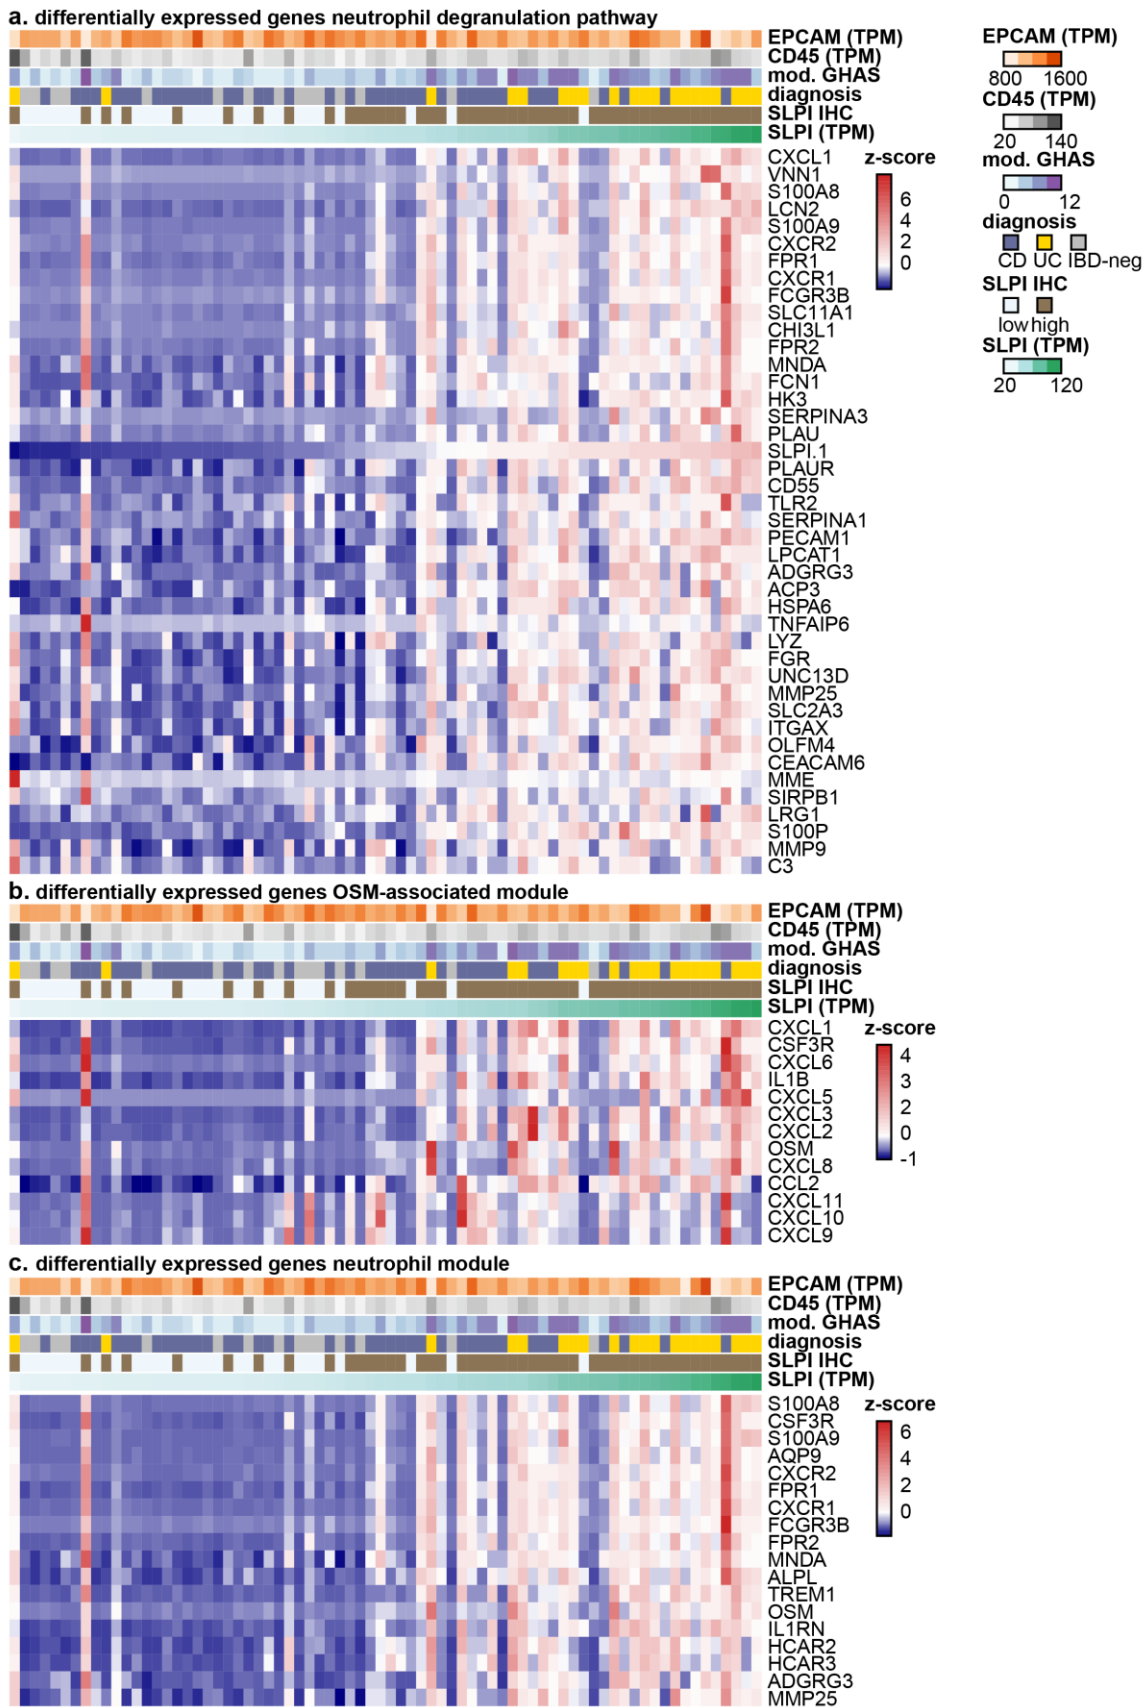 a. differentially expressed genes neutrophil degranulation pathway
EPCAM (TPM)
CD45 (TPM)
mod. GHAS
diagnosis
SLPI IHC
SLPI (TPM)
CXCL1
VNN1
S100A8
LCN2
S100A9
CXCR2
FPR1
CXCR1
FCGR3B
SLC11A1
CHI3L1
FPR2
MNDA
FCN1
HK3
SERPINA3
PLAU
SLPI.1
PLAUR
CD55
TLR2
SERPINA1
PECAM1
LPCAT1
ADGRG3
ACP3
HSPA6
TNFAIP6
LYZ
FGR
UNC13D
MMP25
SLC2A3
ITGAX
OLFM4
CEACAM6
MME
SIRPB1
LRG1
S100P
MMP9
C3
z-score
6
4
2
0
EPCAM (TPM)
800 1600
CD45 (TPM)
20 140
mod. GHAS
0 12
diagnosis
CD UC IBD-neg
SLPI IHC
low high
SLPI (TPM)
20 120
b. differentially expressed genes OSM-associated module
EPCAM (TPM)
CD45 (TPM)
mod. GHAS
diagnosis
SLPI IHC
SLPI (TPM)
CXCL1
CSF3R
CXCL6
IL1B
CXCL5
CXCL3
CXCL2
OSM
CXCL8
CCL2
CXCL11
CXCL10
CXCL9
z-score
4
3
2
0
-1
c. differentially expressed genes neutrophil module
EPCAM (TPM)
CD45 (TPM)
mod. GHAS
diagnosis
SLPI IHC
SLPI (TPM)
S100A8
CSF3R
S100A9
AQP9
CXCR2
FPR1
CXCR1
FCGR3B
FPR2
MNDA
ALPL
TREM1
OSM
IL1RN
HCAR2
HCAR3
ADGRG3
MMP25
z-score
6
4
2
0